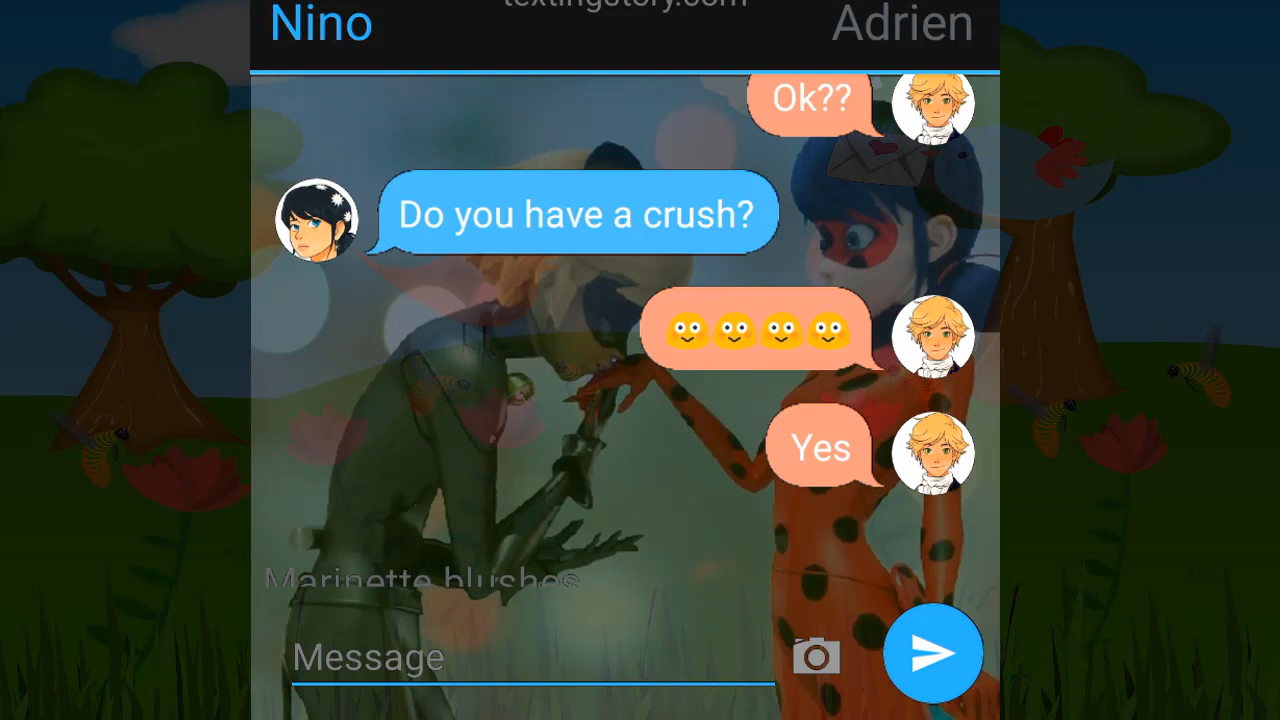 textingstory.com
Nino
Adrien
Ok??
Do you have a crush?
Yes
Marinette blushes
Message